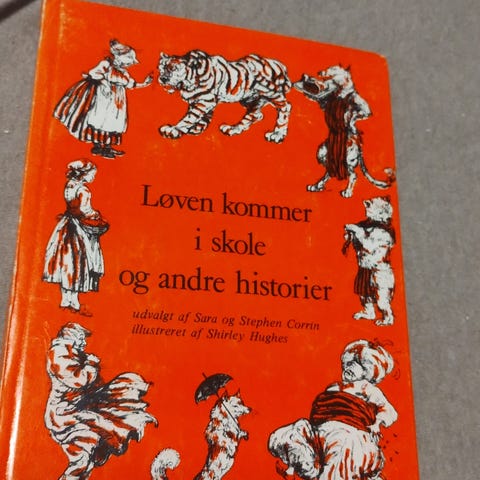 Løven kommer
i skole
og andre historier
udvalgt af Sara og Stephen Corrin
illustreret af Shirley Hughes